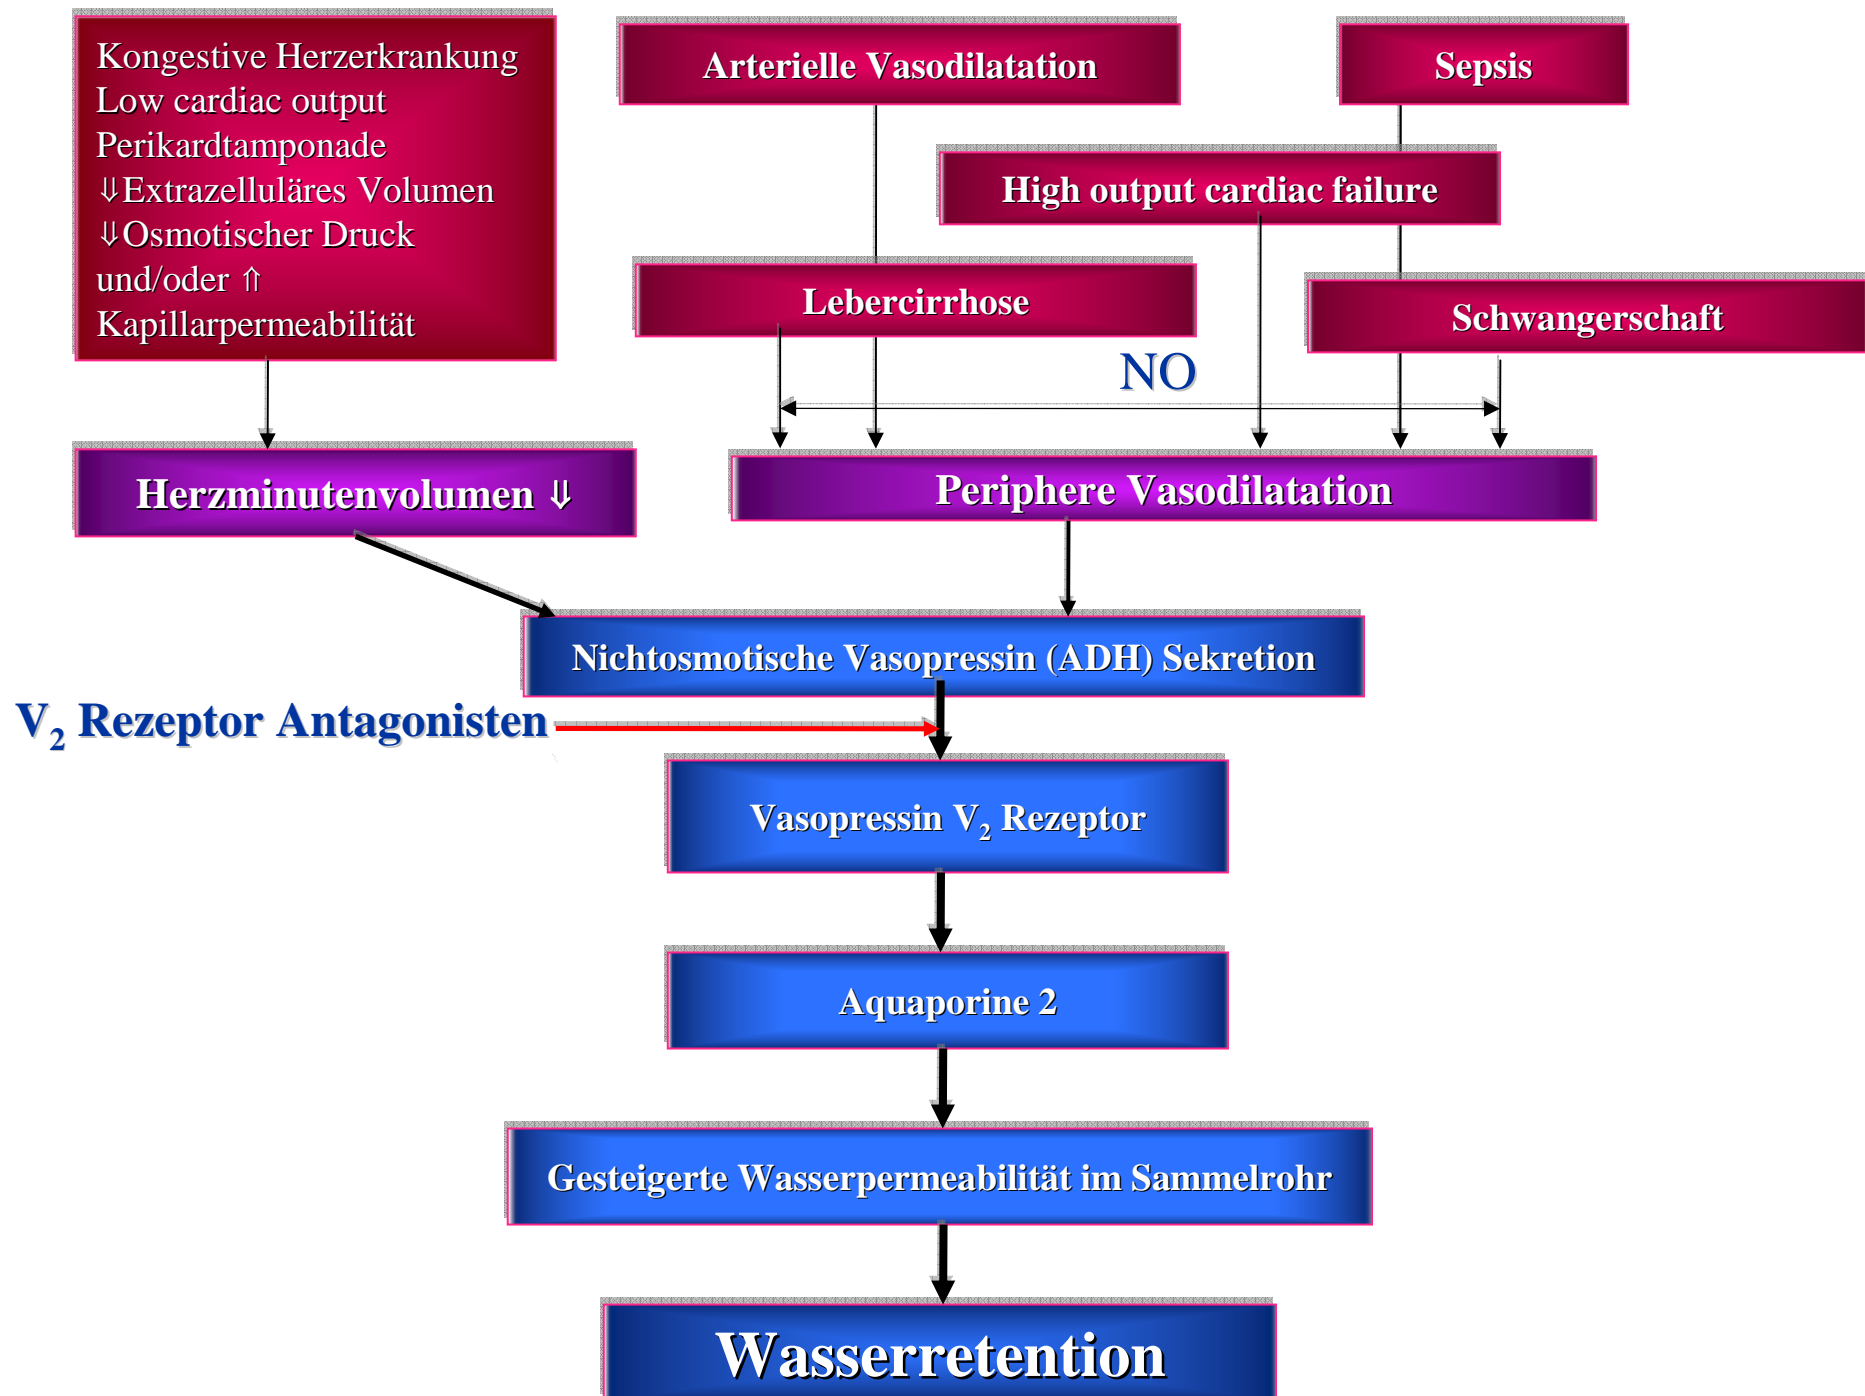 Kongestive Herzerkrankung
Low cardiac output
Perikardtamponade
⇓Extrazelluläres Volumen
⇓Osmotischer Druck
und/oder ⇑
Kapillarpermeabilität
Arterielle Vasodilatation
Sepsis
High output cardiac failure
Lebercirrhose
Schwangerschaft
NO
Herzminutenvolumen ⇓
Periphere Vasodilatation
Nichtosmotische Vasopressin (ADH) Sekretion
V₂ Rezeptor Antagonisten
Vasopressin V₂ Rezeptor
Aquaporine 2
Gesteigerte Wasserpermeabilität im Sammelrohr
Wasserretention